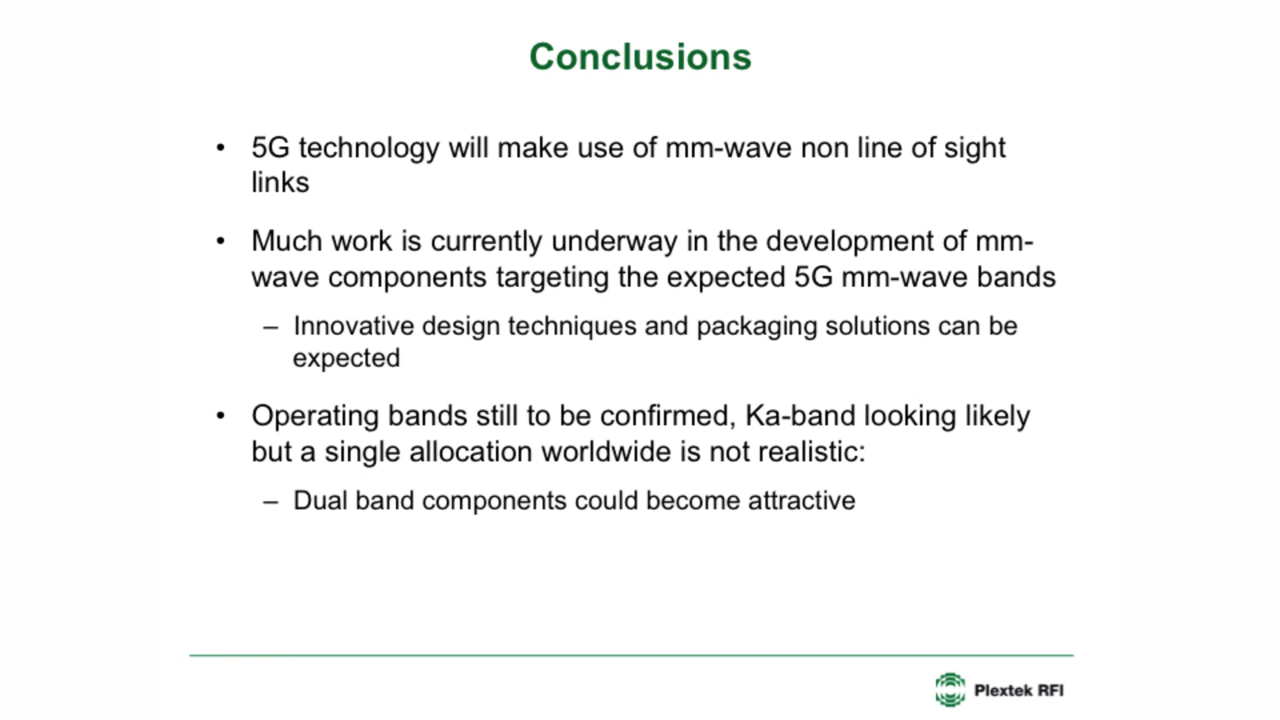 Conclusions
• 5G technology will make use of mm-wave non line of sight
links
• Much work is currently underway in the development of mm-
wave components targeting the expected 5G mm-wave bands
– Innovative design techniques and packaging solutions can be
expected
• Operating bands still to be confirmed, Ka-band looking likely
but a single allocation worldwide is not realistic:
– Dual band components could become attractive
Plextek RFI